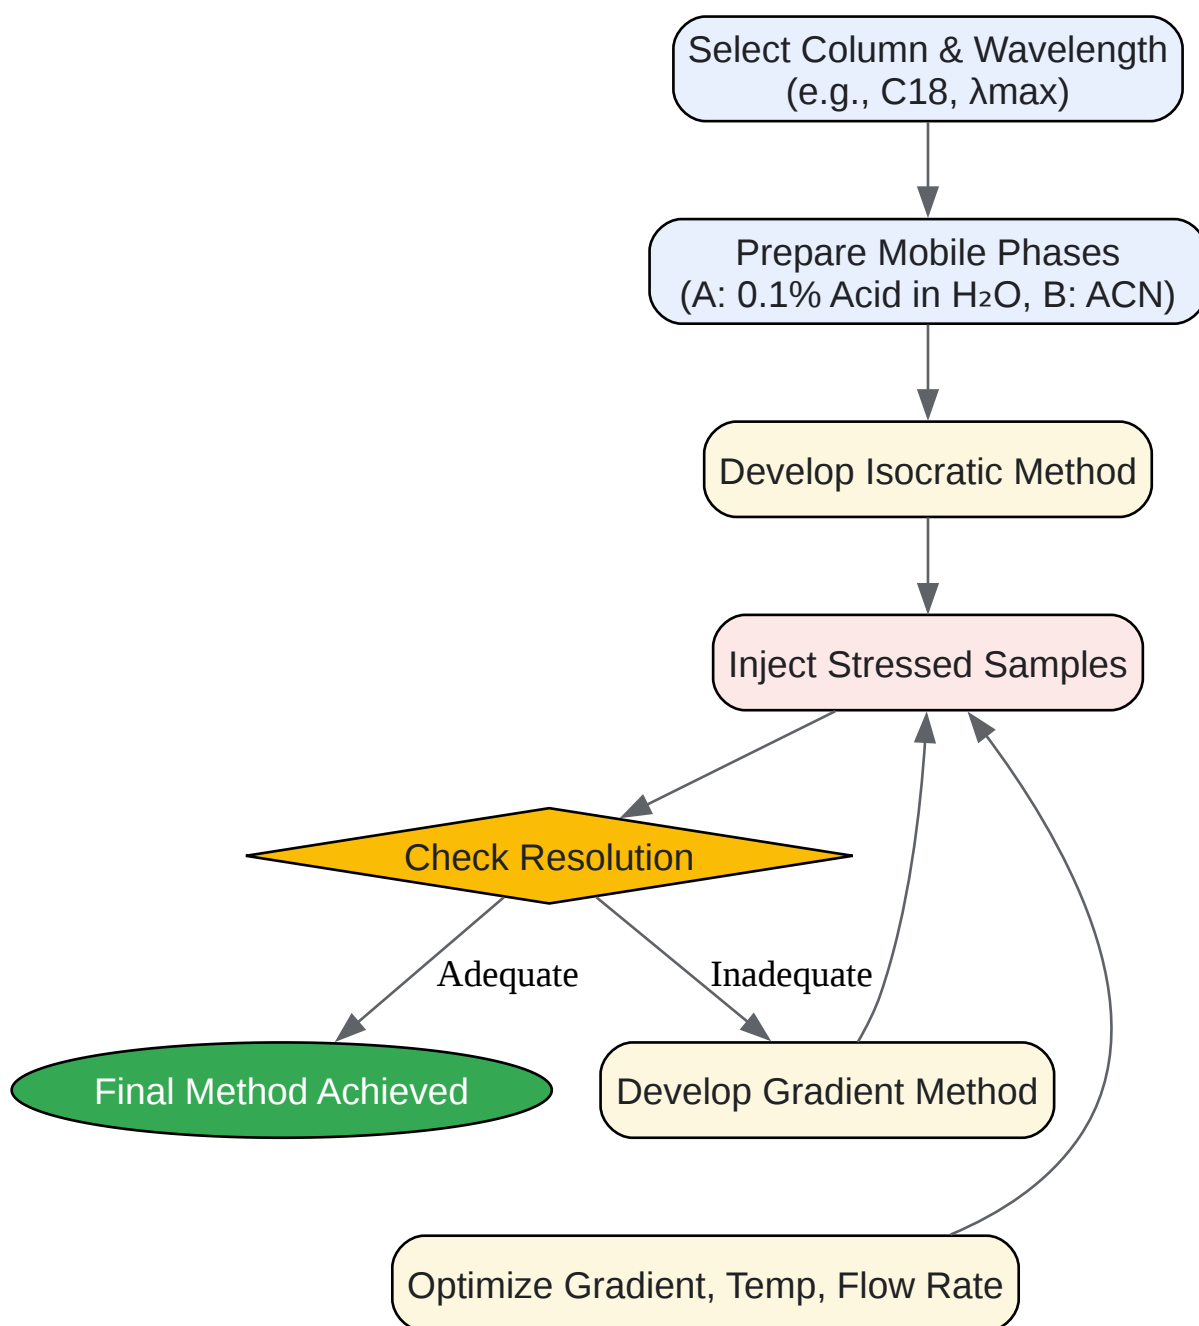 Select Column & Wavelength
(e.g., C18, λmax)
Prepare Mobile Phases
(A: 0.1% Acid in H₂O, B: ACN)
Develop Isocratic Method
Inject Stressed Samples
Check Resolution
Adequate
Inadequate
Final Method Achieved
Develop Gradient Method
Optimize Gradient, Temp, Flow Rate